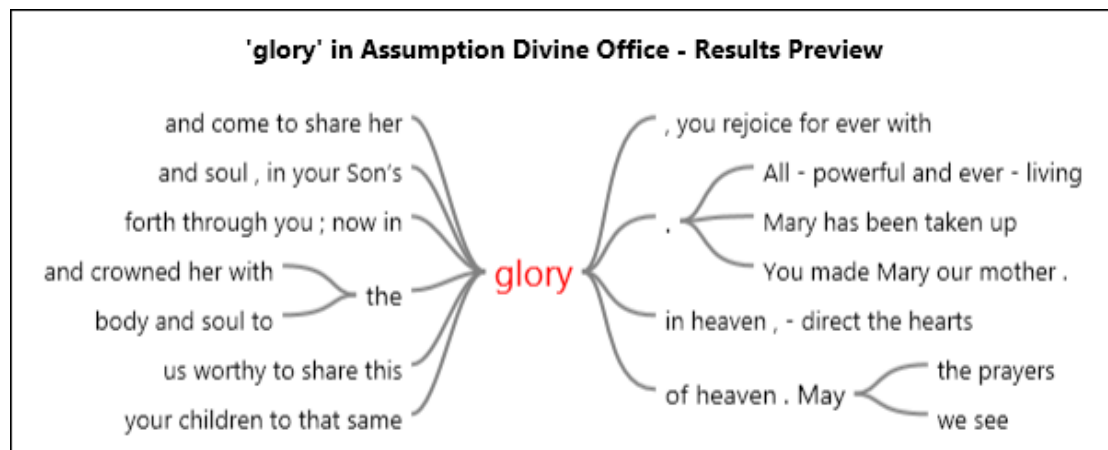 'glory' in Assumption Divine Office - Results Preview
and come to share her
and soul , in your Son's
forth through you ; now in
and crowned her with
body and soul to
the
us worthy to share this
your children to that same
glory
, you rejoice for ever with
.
All - powerful and ever - living
Mary has been taken up
You made Mary our mother .
in heaven , - direct the hearts
of heaven . May
the prayers
we see